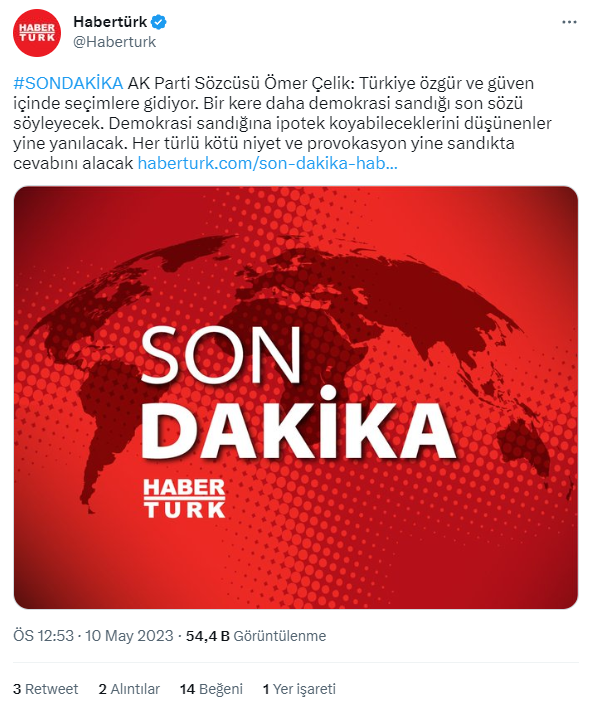 HABER
TURK
Habertürk
@Haberturk
#SONDAKİKA AK Parti Sözcüsü Ömer Çelik: Türkiye özgür ve güven
içinde seçimlere gidiyor. Bir kere daha demokrasi sandığı son sözü
söyleyecek. Demokrasi sandığına ipotek koyabileceklerini düşünenler
yine yanılacak. Her türlü kötü niyet ve provokasyon yine sandıkta
cevabını alacak haberturk.com/son-dakika-hab...
SON
DAKİKA
HABER
TURK
ÖS 12:53 · 10 May 2023 · 54,4 B Görüntülenme
3 Retweet 2 Alıntılar 14 Beğeni 1 Yer işareti